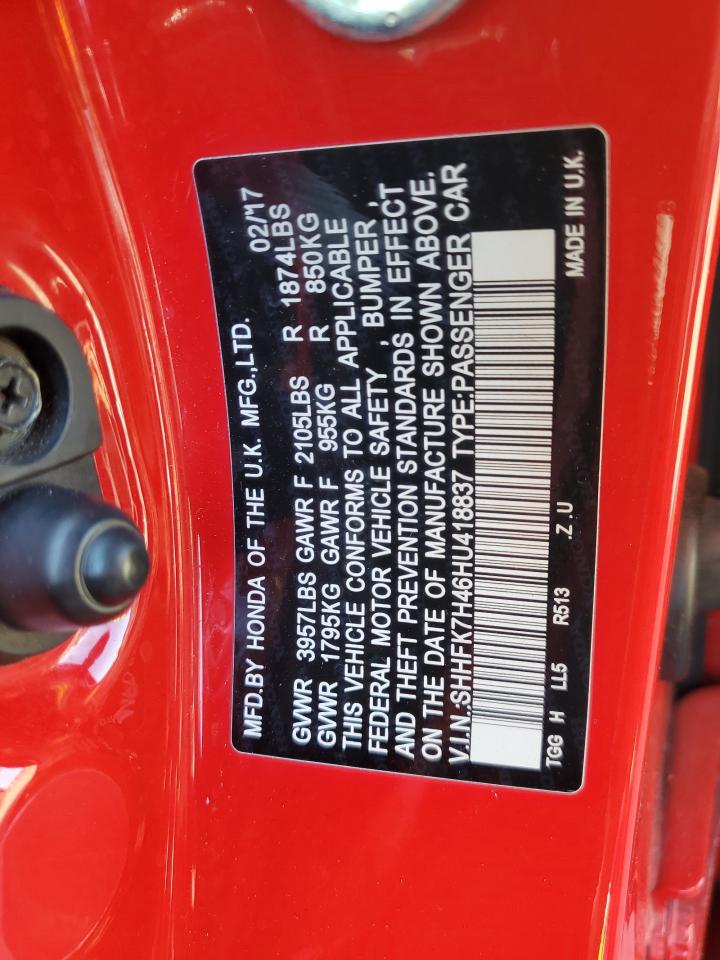 MFD.BY HONDA OF THE U.K. MFG.,LTD. 02/17
GVWR 3957LBS GAWR F 2105LBS R 1874LBS
GVWR 1795KG GAWR F 955KG R 850KG
THIS VEHICLE CONFORMS TO ALL APPLICABLE
FEDERAL MOTOR VEHICLE SAFETY , BUMPER ,
AND THEFT PREVENTION STANDARDS IN EFFECT
ON THE DATE OF MANUFACTURE SHOWN ABOVE.
V.I.N.:SHHFK7H46HU418837 TYPE:PASSENGER CAR
TGG H LL5 R513 .Z .U MADE IN U.K.